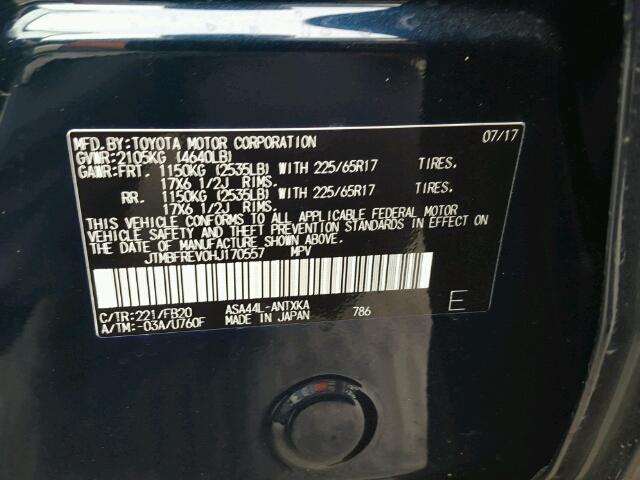 MFD.BY:TOYOTA MOTOR CORPORATION 07/17
GVWR:2105KG (4640LB)
GAWR:FRT. 1150KG (2535LB) WITH 225/65R17 TIRES.
17X6 1/2J RIMS.
RR. 1150KG (2535LB) WITH 225/65R17 TIRES.
17X6 1/2J RIMS.
THIS VEHICLE CONFORMS TO ALL APPLICABLE FEDERAL MOTOR
VEHICLE SAFETY AND THEFT PREVENTION STANDARDS IN EFFECT ON
THE DATE OF MANUFACTURE SHOWN ABOVE.
JTMBFREV0HJ170557 MPV
C/TR:221/FB20 ASA44L-ANTXKA
A/TM:-03A/U760F MADE IN JAPAN 786 E